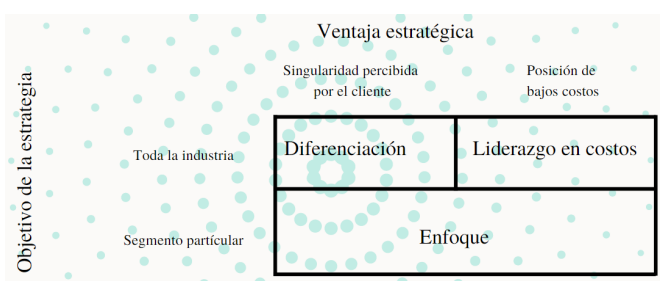 Ventaja estratégica
Singularidad percibida
por el cliente
Posición de
bajos costos
Objetivo de la estrategia
Toda la industria
Diferenciación
Liderazgo en costos
Segmento partícular
Enfoque